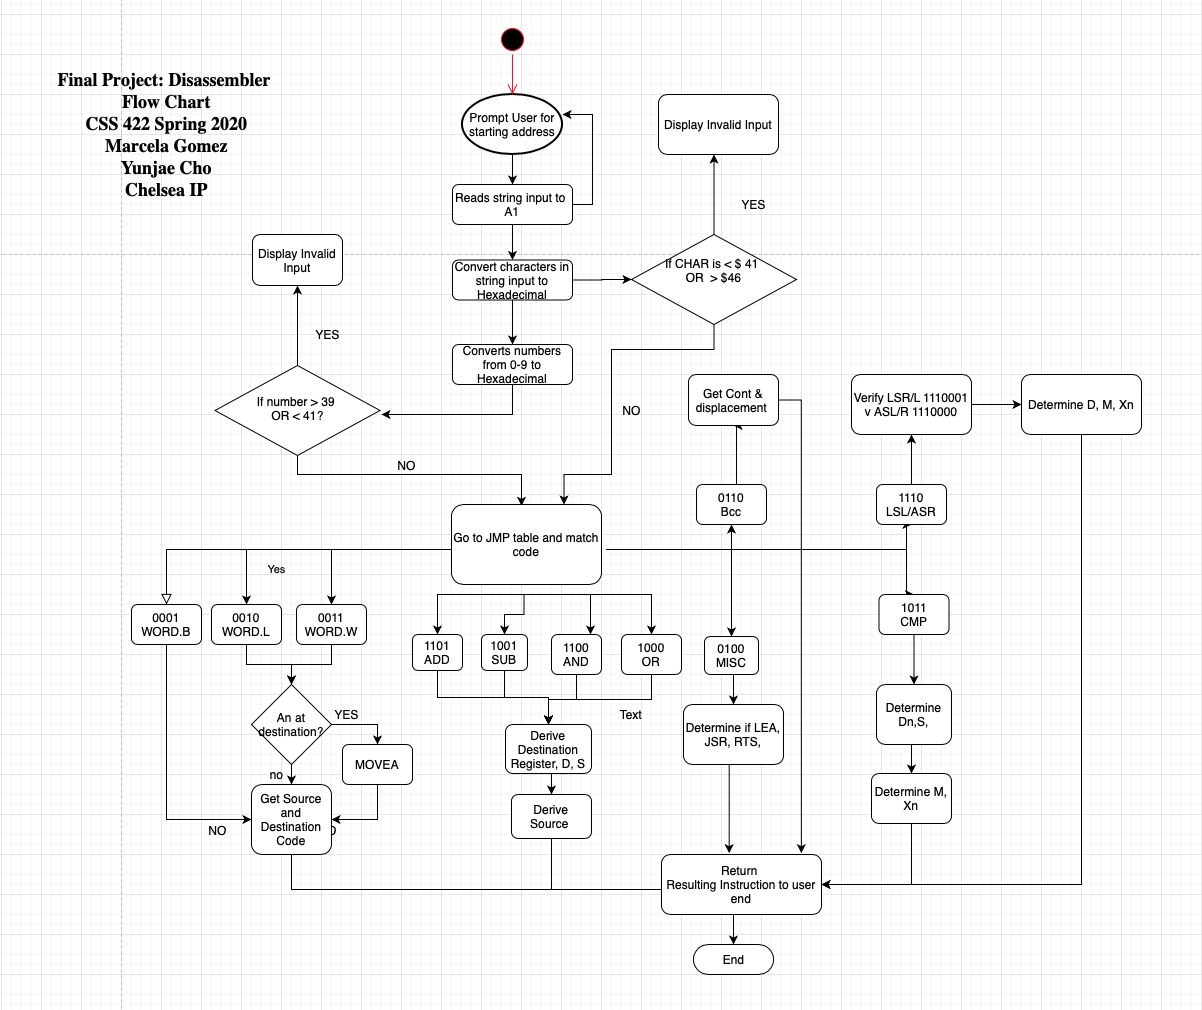 Final Project: Disassembler
Flow Chart
CSS 422 Spring 2020
Marcela Gomez
Yunjae Cho
Chelsea IP
Prompt User for
starting address
Display Invalid Input
Reads string input to
A1
YES
Display Invalid
Input
Convert characters in
string input to
Hexadecimal
If CHAR is < $ 41
OR > $46
YES
Converts numbers
from 0-9 to
Hexadecimal
If number > 39
OR < 41?
NO
Get Cont &
displacement
Verify LSR/L 1110001
v ASL/R 1110000
Determine D, M, Xn
NO
0110
Bcc
1110
LSL/ASR
Go to JMP table and match
code
Yes
0001
WORD.B
0010
WORD.L
0011
WORD.W
1011
CMP
1101
ADD
1001
SUB
1100
AND
1000
OR
0100
MISC
An at
destination?
YES
Text
Determine
Dn,S,
Determine if LEA,
JSR, RTS,
Derive
Destination
Register, D, S
MOVEA
no
Get Source
and
Destination
Code
NO
Derive
Source
Determine M,
Xn
Return
Resulting Instruction to user
end
End